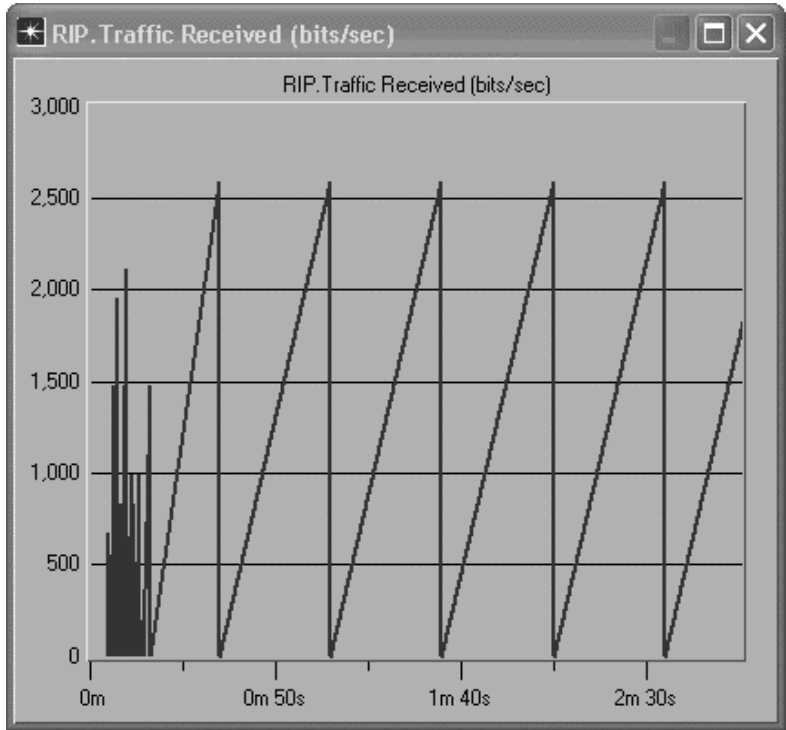 RIP.Traffic Received (bits/sec)
RIP.Traffic Received (bits/sec)
3,000
2,500
2,000
1,500
1,000
500
0
0m 0m 50s 1m 40s 2m 30s